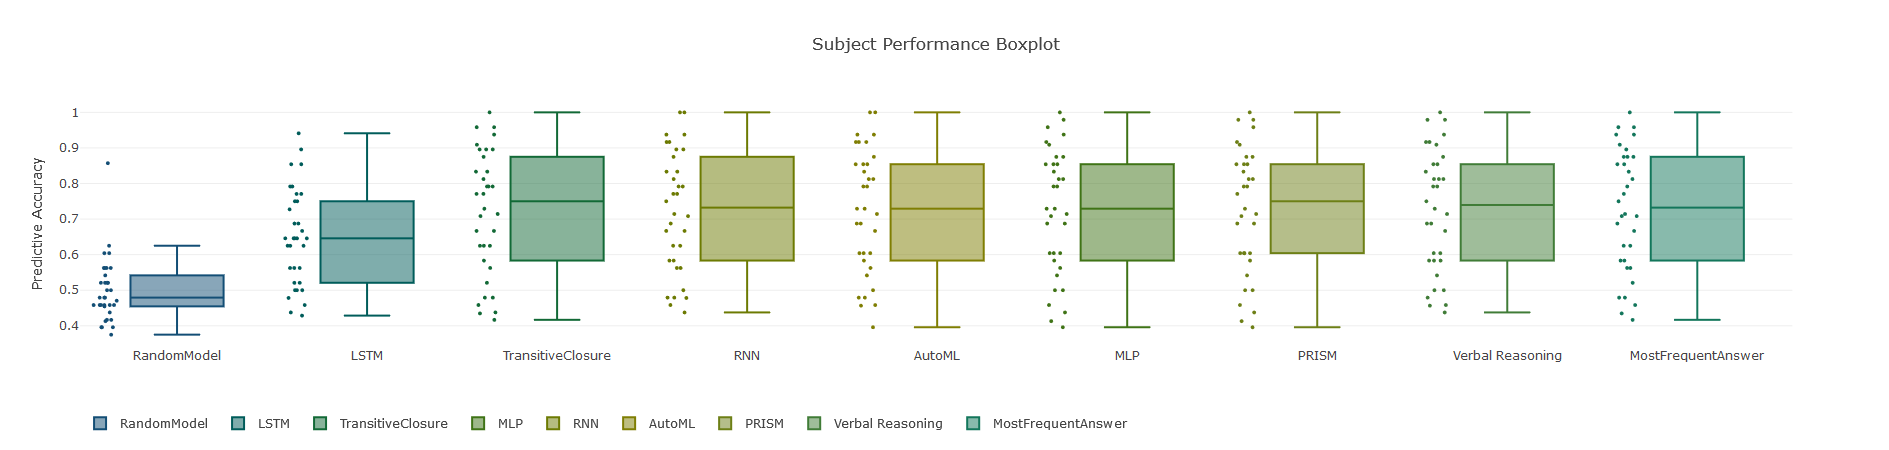 Subject Performance Boxplot
Predictive Accuracy
1
0.9
0.8
0.7
0.6
0.5
0.4
RandomModel LSTM TransitiveClosure RNN AutoML MLP PRISM Verbal Reasoning MostFrequentAnswer
RandomModel LSTM TransitiveClosure MLP RNN AutoML PRISM Verbal Reasoning MostFrequentAnswer